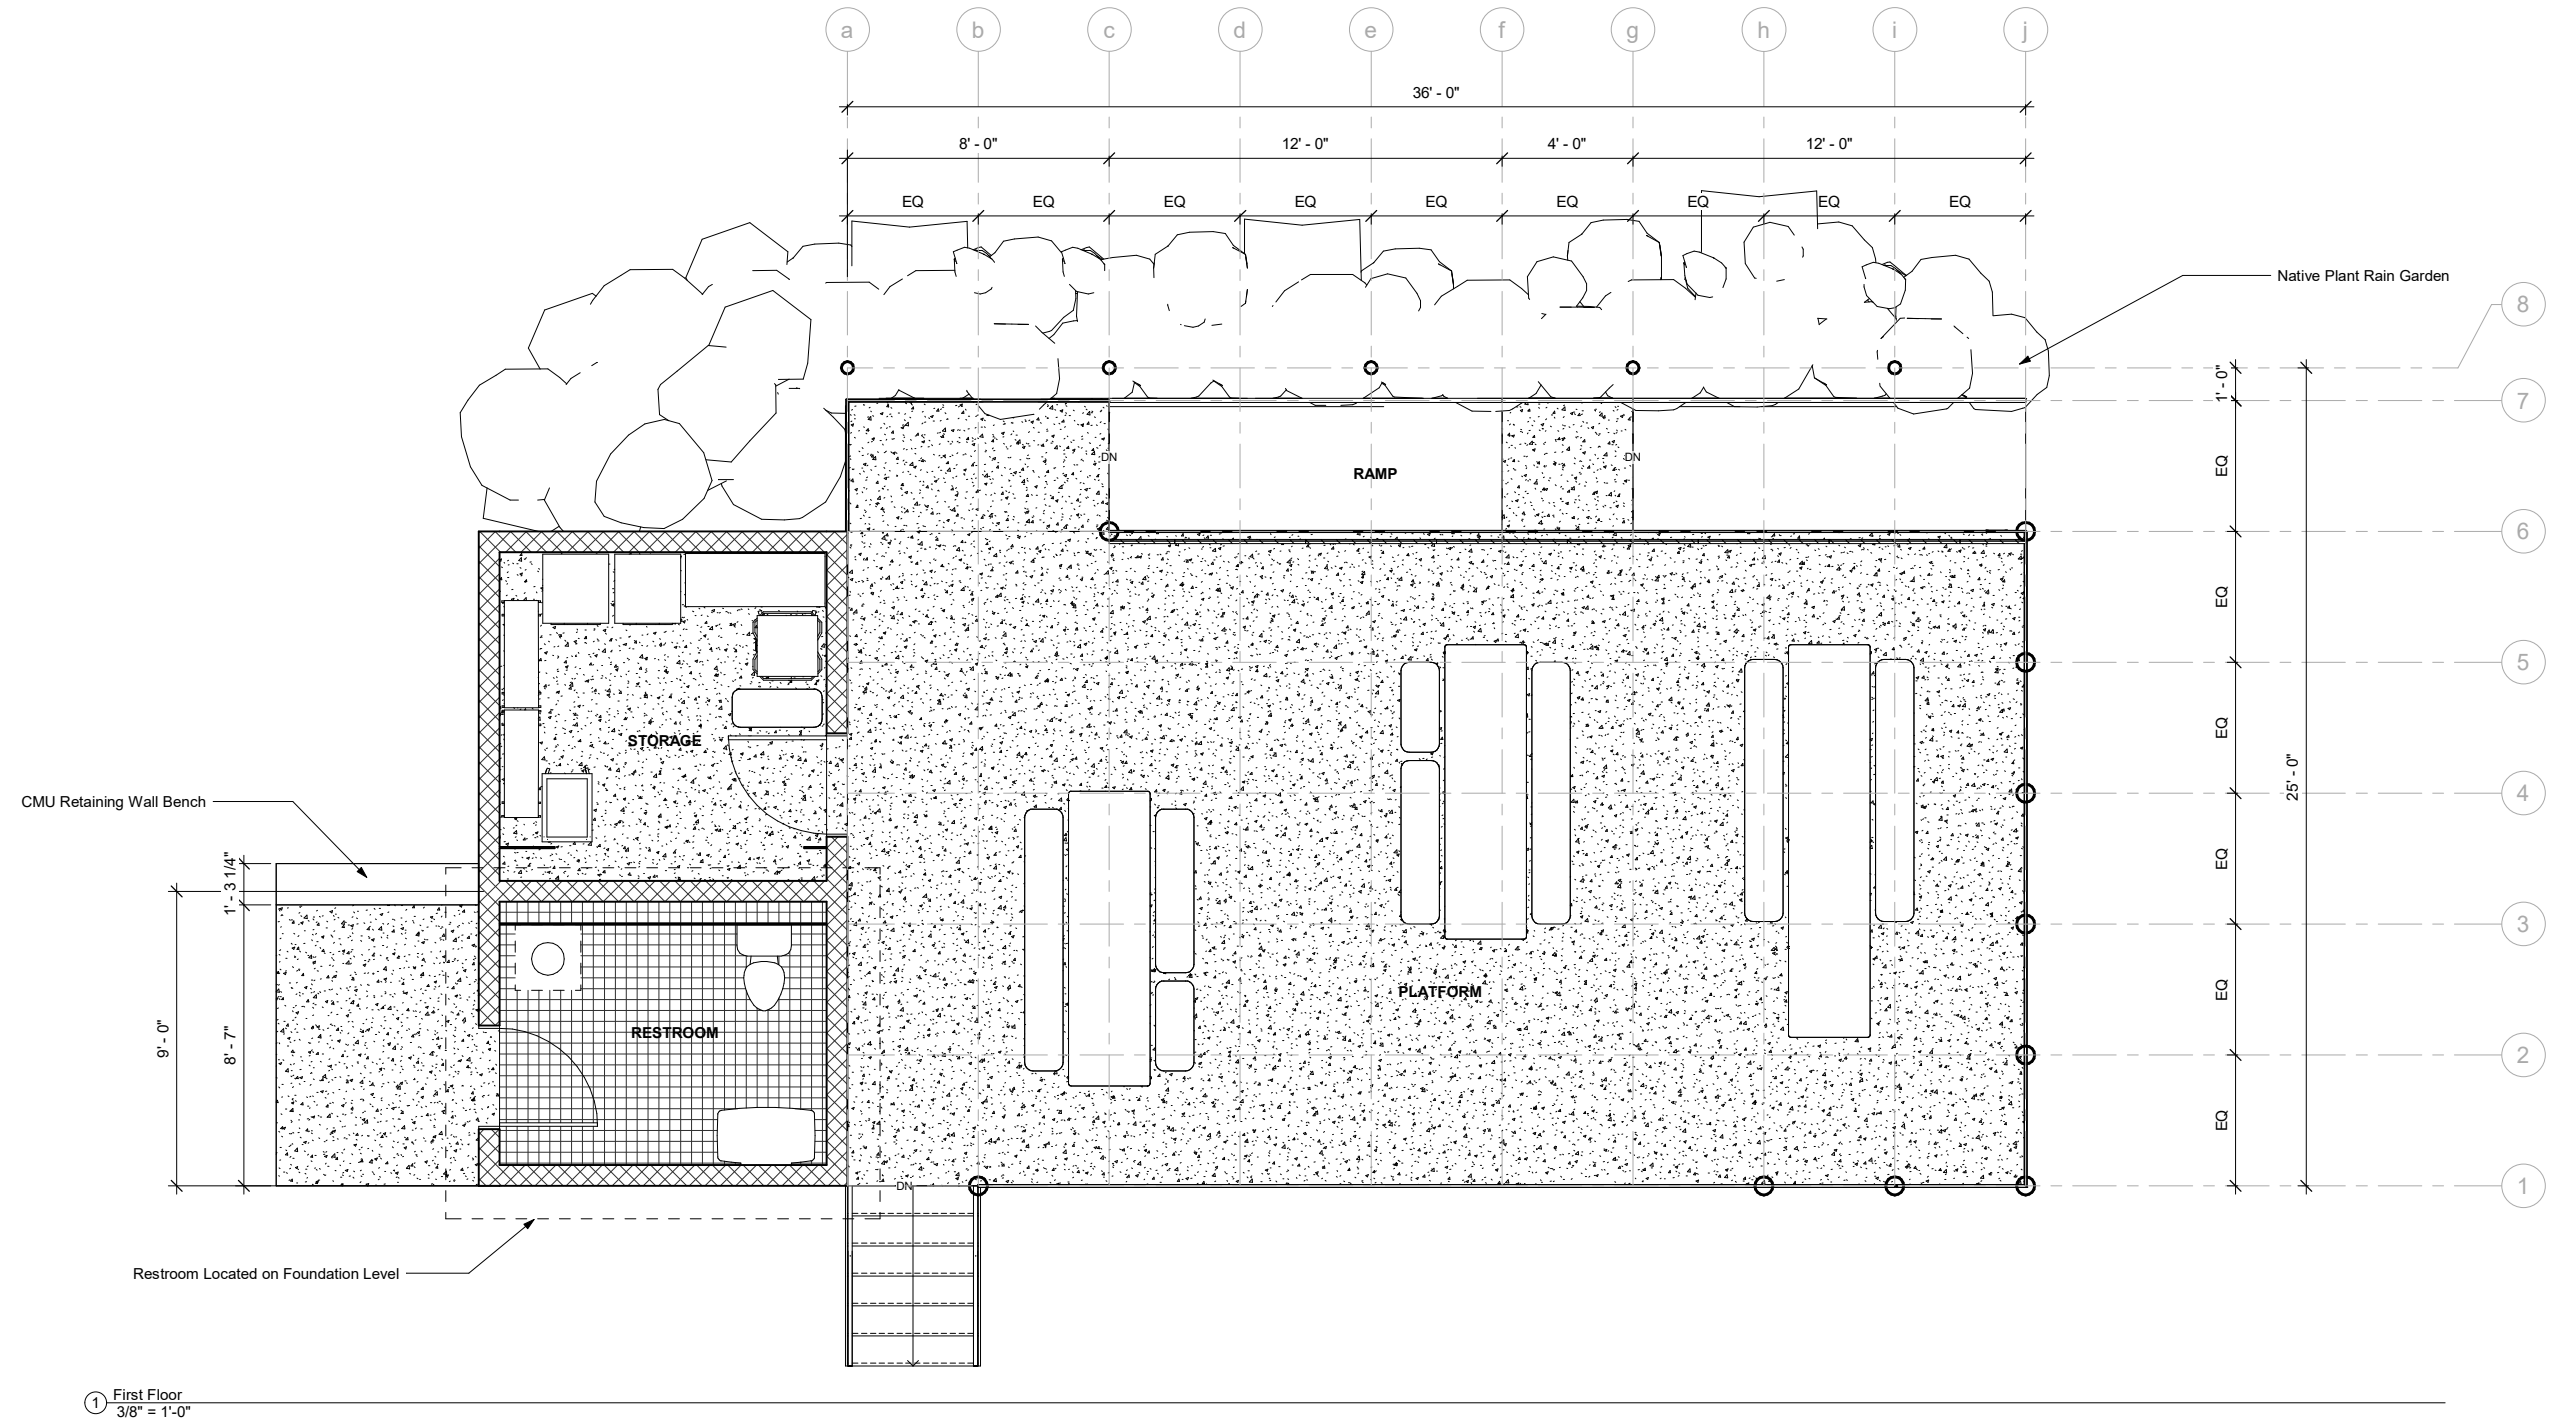 a b c d e f g h i j
36' - 0"
8' - 0" 12' - 0" 4' - 0" 12' - 0"
EQ EQ EQ EQ EQ EQ EQ EQ EQ
Native Plant Rain Garden
8
1' - 0"
7
DN DN
EQ
RAMP
6
EQ
5
EQ
STORAGE
25' - 0"
4
CMU Retaining Wall Bench
EQ
1' - 3 1/4"
3
EQ
PLATFORM
RESTROOM
9' - 0"
8' - 7"
2
EQ
DN
1
Restroom Located on Foundation Level
1 First Floor
3/8" = 1'-0"